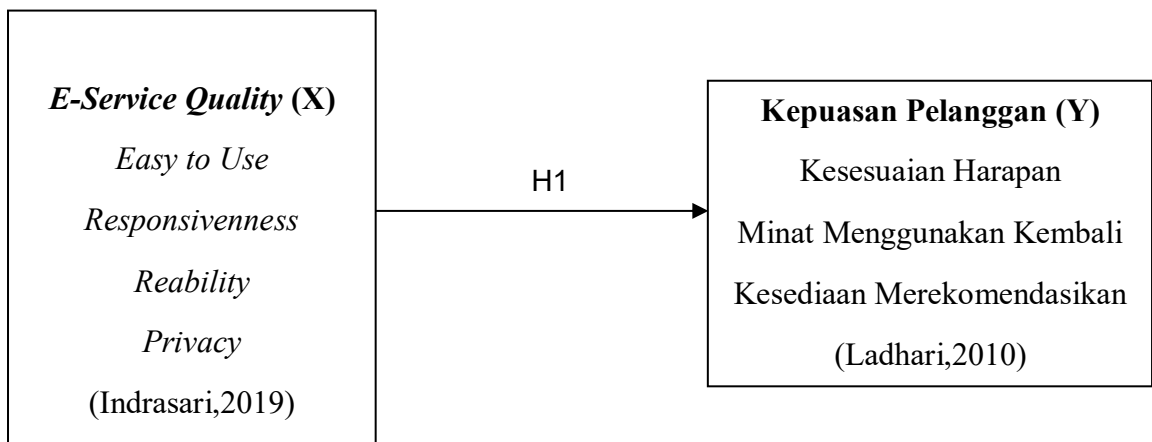 E-Service Quality (X)
Easy to Use
Responsivenness
Reability
Privacy
(Indrasari,2019)
H1
Kepuasan Pelanggan (Y)
Kesesuaian Harapan
Minat Menggunakan Kembali
Kesediaan Merekomendasikan
(Ladhari,2010)